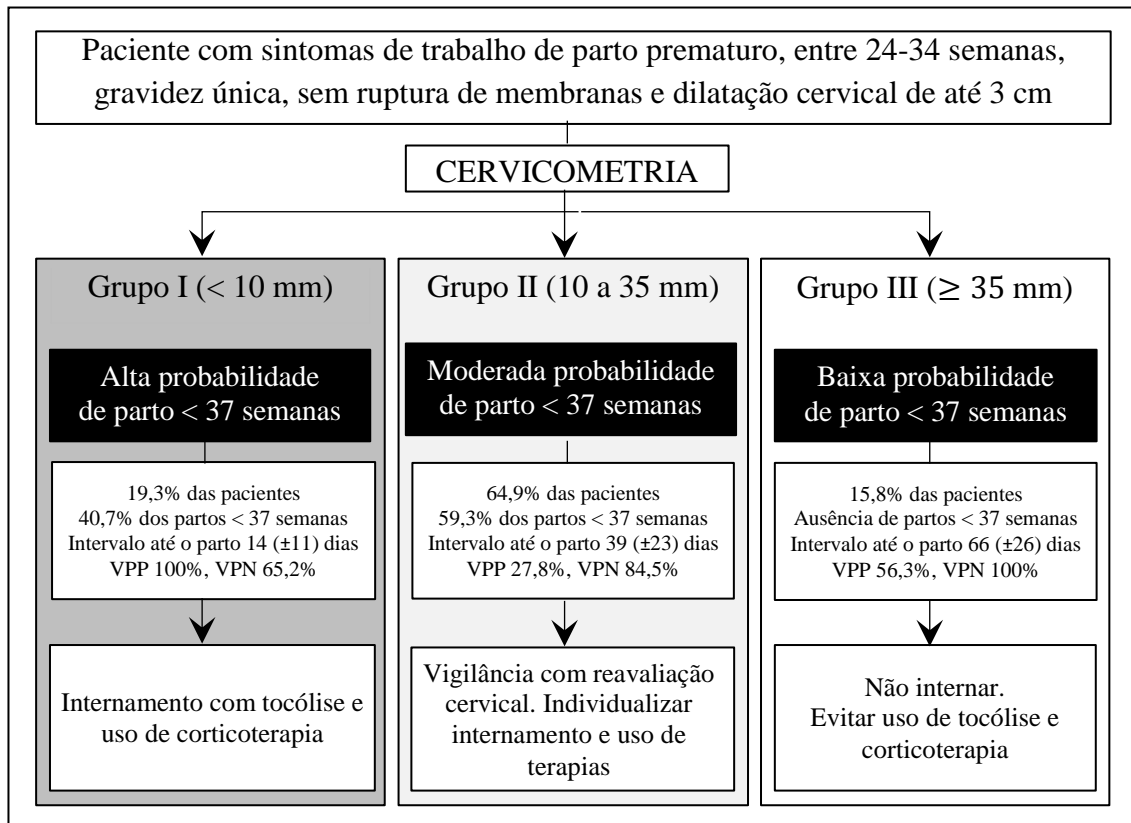 Paciente com sintomas de trabalho de parto prematuro, entre 24-34 semanas,
gravidez única, sem ruptura de membranas e dilatação cervical de até 3 cm
CERVICOMETRIA
Grupo I (< 10 mm)
Alta probabilidade
de parto < 37 semanas
19,3% das pacientes
40,7% dos partos < 37 semanas
Intervalo até o parto 14 (±11) dias
VPP 100%, VPN 65,2%
Internamento com tocólise e
uso de corticoterapia
Grupo II (10 a 35 mm)
Moderada probabilidade
de parto < 37 semanas
64,9% das pacientes
59,3% dos partos < 37 semanas
Intervalo até o parto 39 (±23) dias
VPP 27,8%, VPN 84,5%
Vigilância com reavaliação
cervical. Individualizar
internamento e uso de
terapias
Grupo III (≥ 35 mm)
Baixa probabilidade
de parto < 37 semanas
15,8% das pacientes
Ausência de partos < 37 semanas
Intervalo até o parto 66 (±26) dias
VPP 56,3%, VPN 100%
Não internar.
Evitar uso de tocólise e
corticoterapia